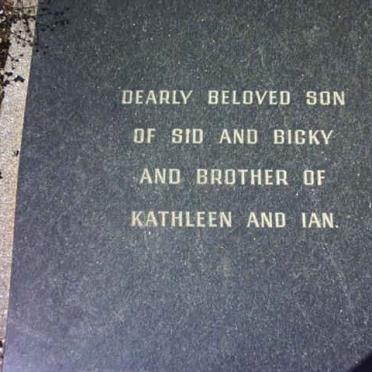 DEARLY BELOVED SON
OF SID AND BICKY
AND BROTHER OF
KATHLEEN AND IAN.